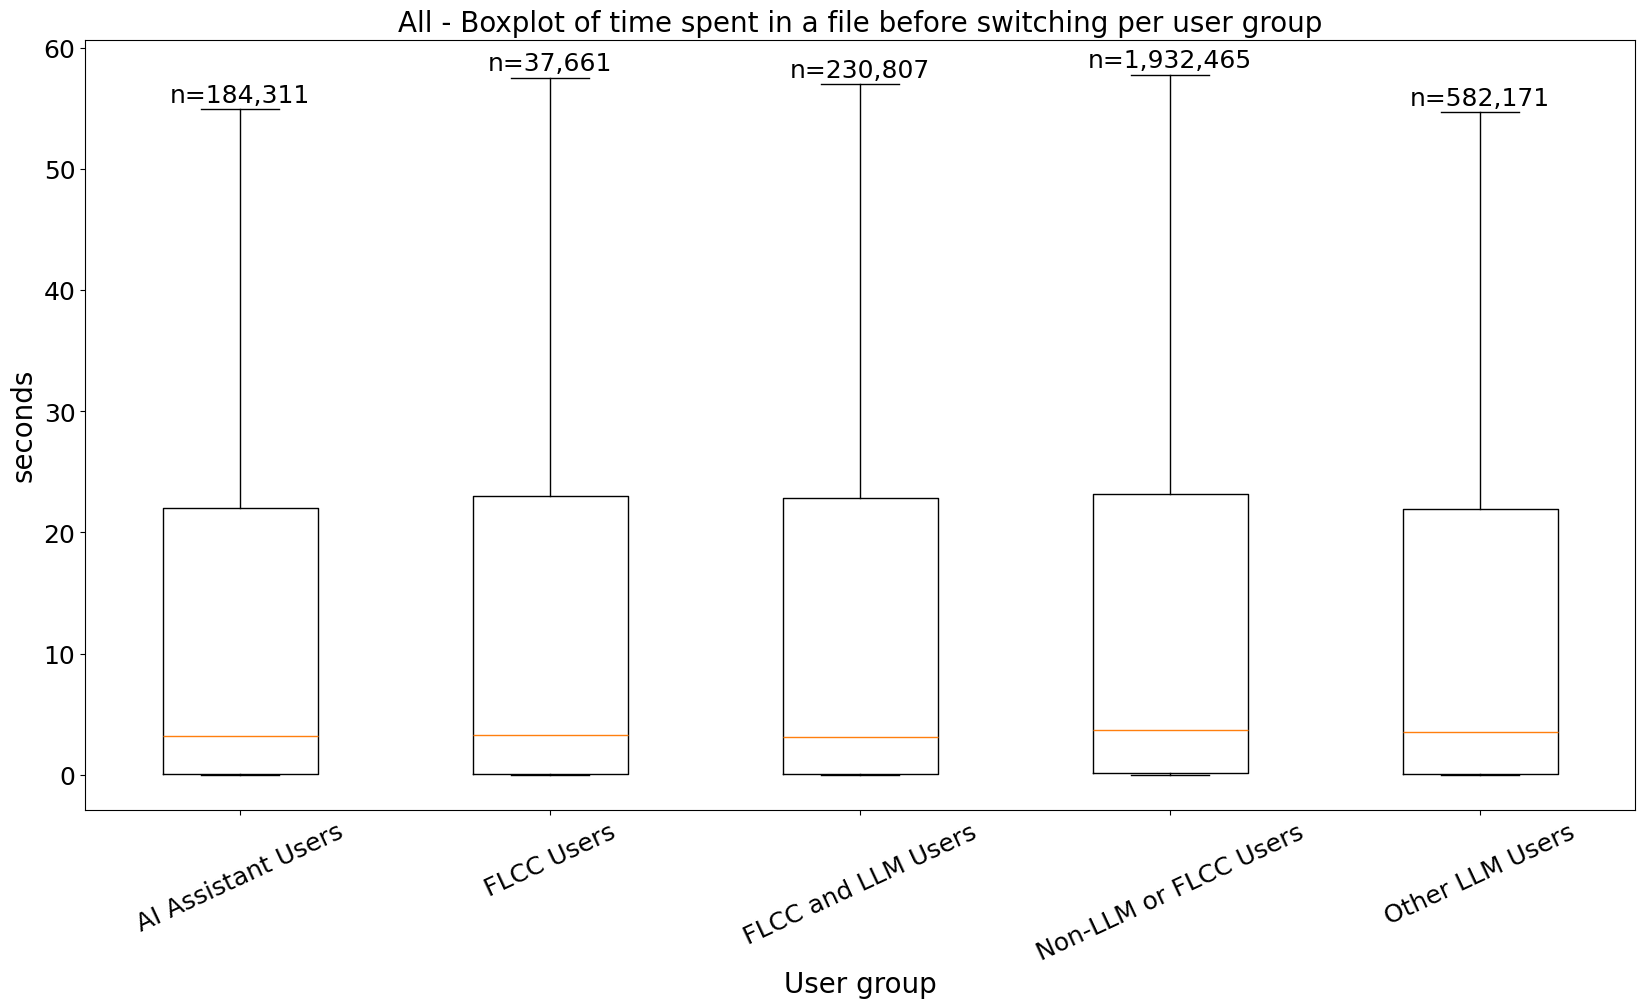 All - Boxplot of time spent in a file before switching per user group
n=184,311
n=37,661
n=230,807
n=1,932,465
n=582,171
60
50
40
30
20
10
0
seconds
AI Assistant Users
FLCC Users
FLCC and LLM Users
Non-LLM or FLCC Users
Other LLM Users
User group